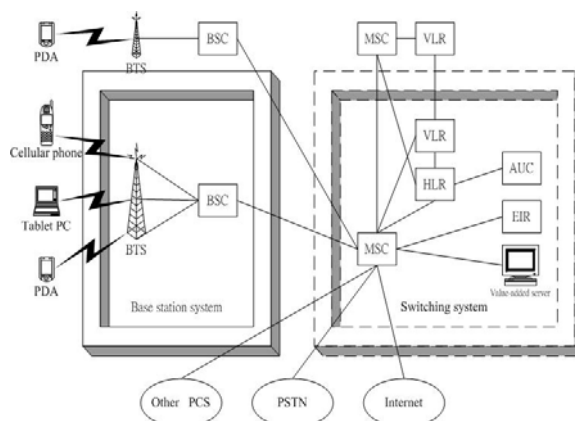 PDA
BTS
BSC
MSC
VLR
Cellular phone
Tablet PC
PDA
BTS
BSC
Base station system
VLR
HLR
AUC
EIR
MSC
Value-added server
Switching system
Other PCS
PSTN
Internet